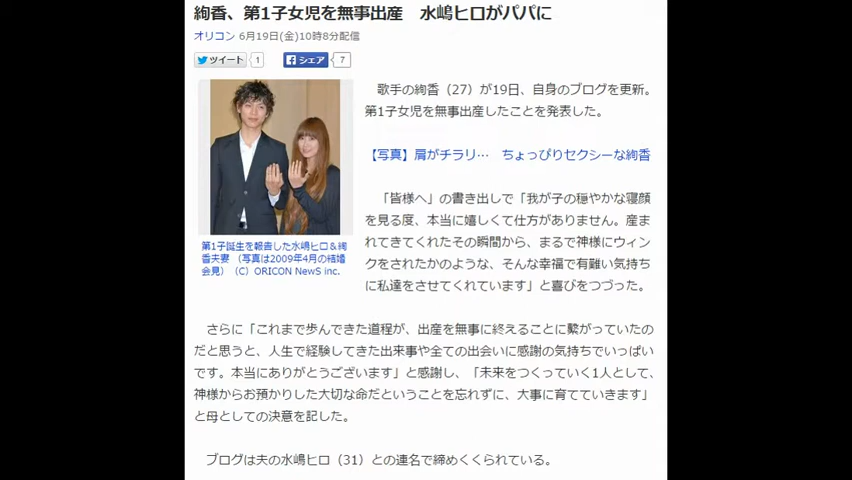 絢香、第1子女児を無事出産 水嶋ヒロがパパに
オリコン 6月19日(金)10時8分配信
ツイート 1 シェア 7
歌手の絢香（27）が19日、自身のブログを更新。
第1子女児を無事出産したことを発表した。
【写真】肩がチラリ… ちょっぴりセクシーな絢香
「皆様へ」の書き出しで「我が子の穏やかな寝顔
を見る度、本当に嬉しくて仕方がありません。産ま
れてきてくれたその瞬間から、まるで神様にウィン
クをされたかのような、そんな幸福で有難い気持ち
に私達をさせてくれています」と喜びをつづった。
第1子誕生を報告した水嶋ヒロ＆絢
香夫妻 （写真は2009年4月の結婚
会見）（C）ORICON NewS inc.
さらに「これまで歩んできた道程が、出産を無事に終えることに繋がっていたの
だと思うと、人生で経験してきた出来事や全ての出会いに感謝の気持ちでいっぱい
です。本当にありがとうございます」と感謝し、「未来をつくっていく1人として、
神様からお預かりした大切な命だということを忘れずに、大事に育てていきます」
と母としての決意を記した。
ブログは夫の水嶋ヒロ（31）との連名で締めくくられている。